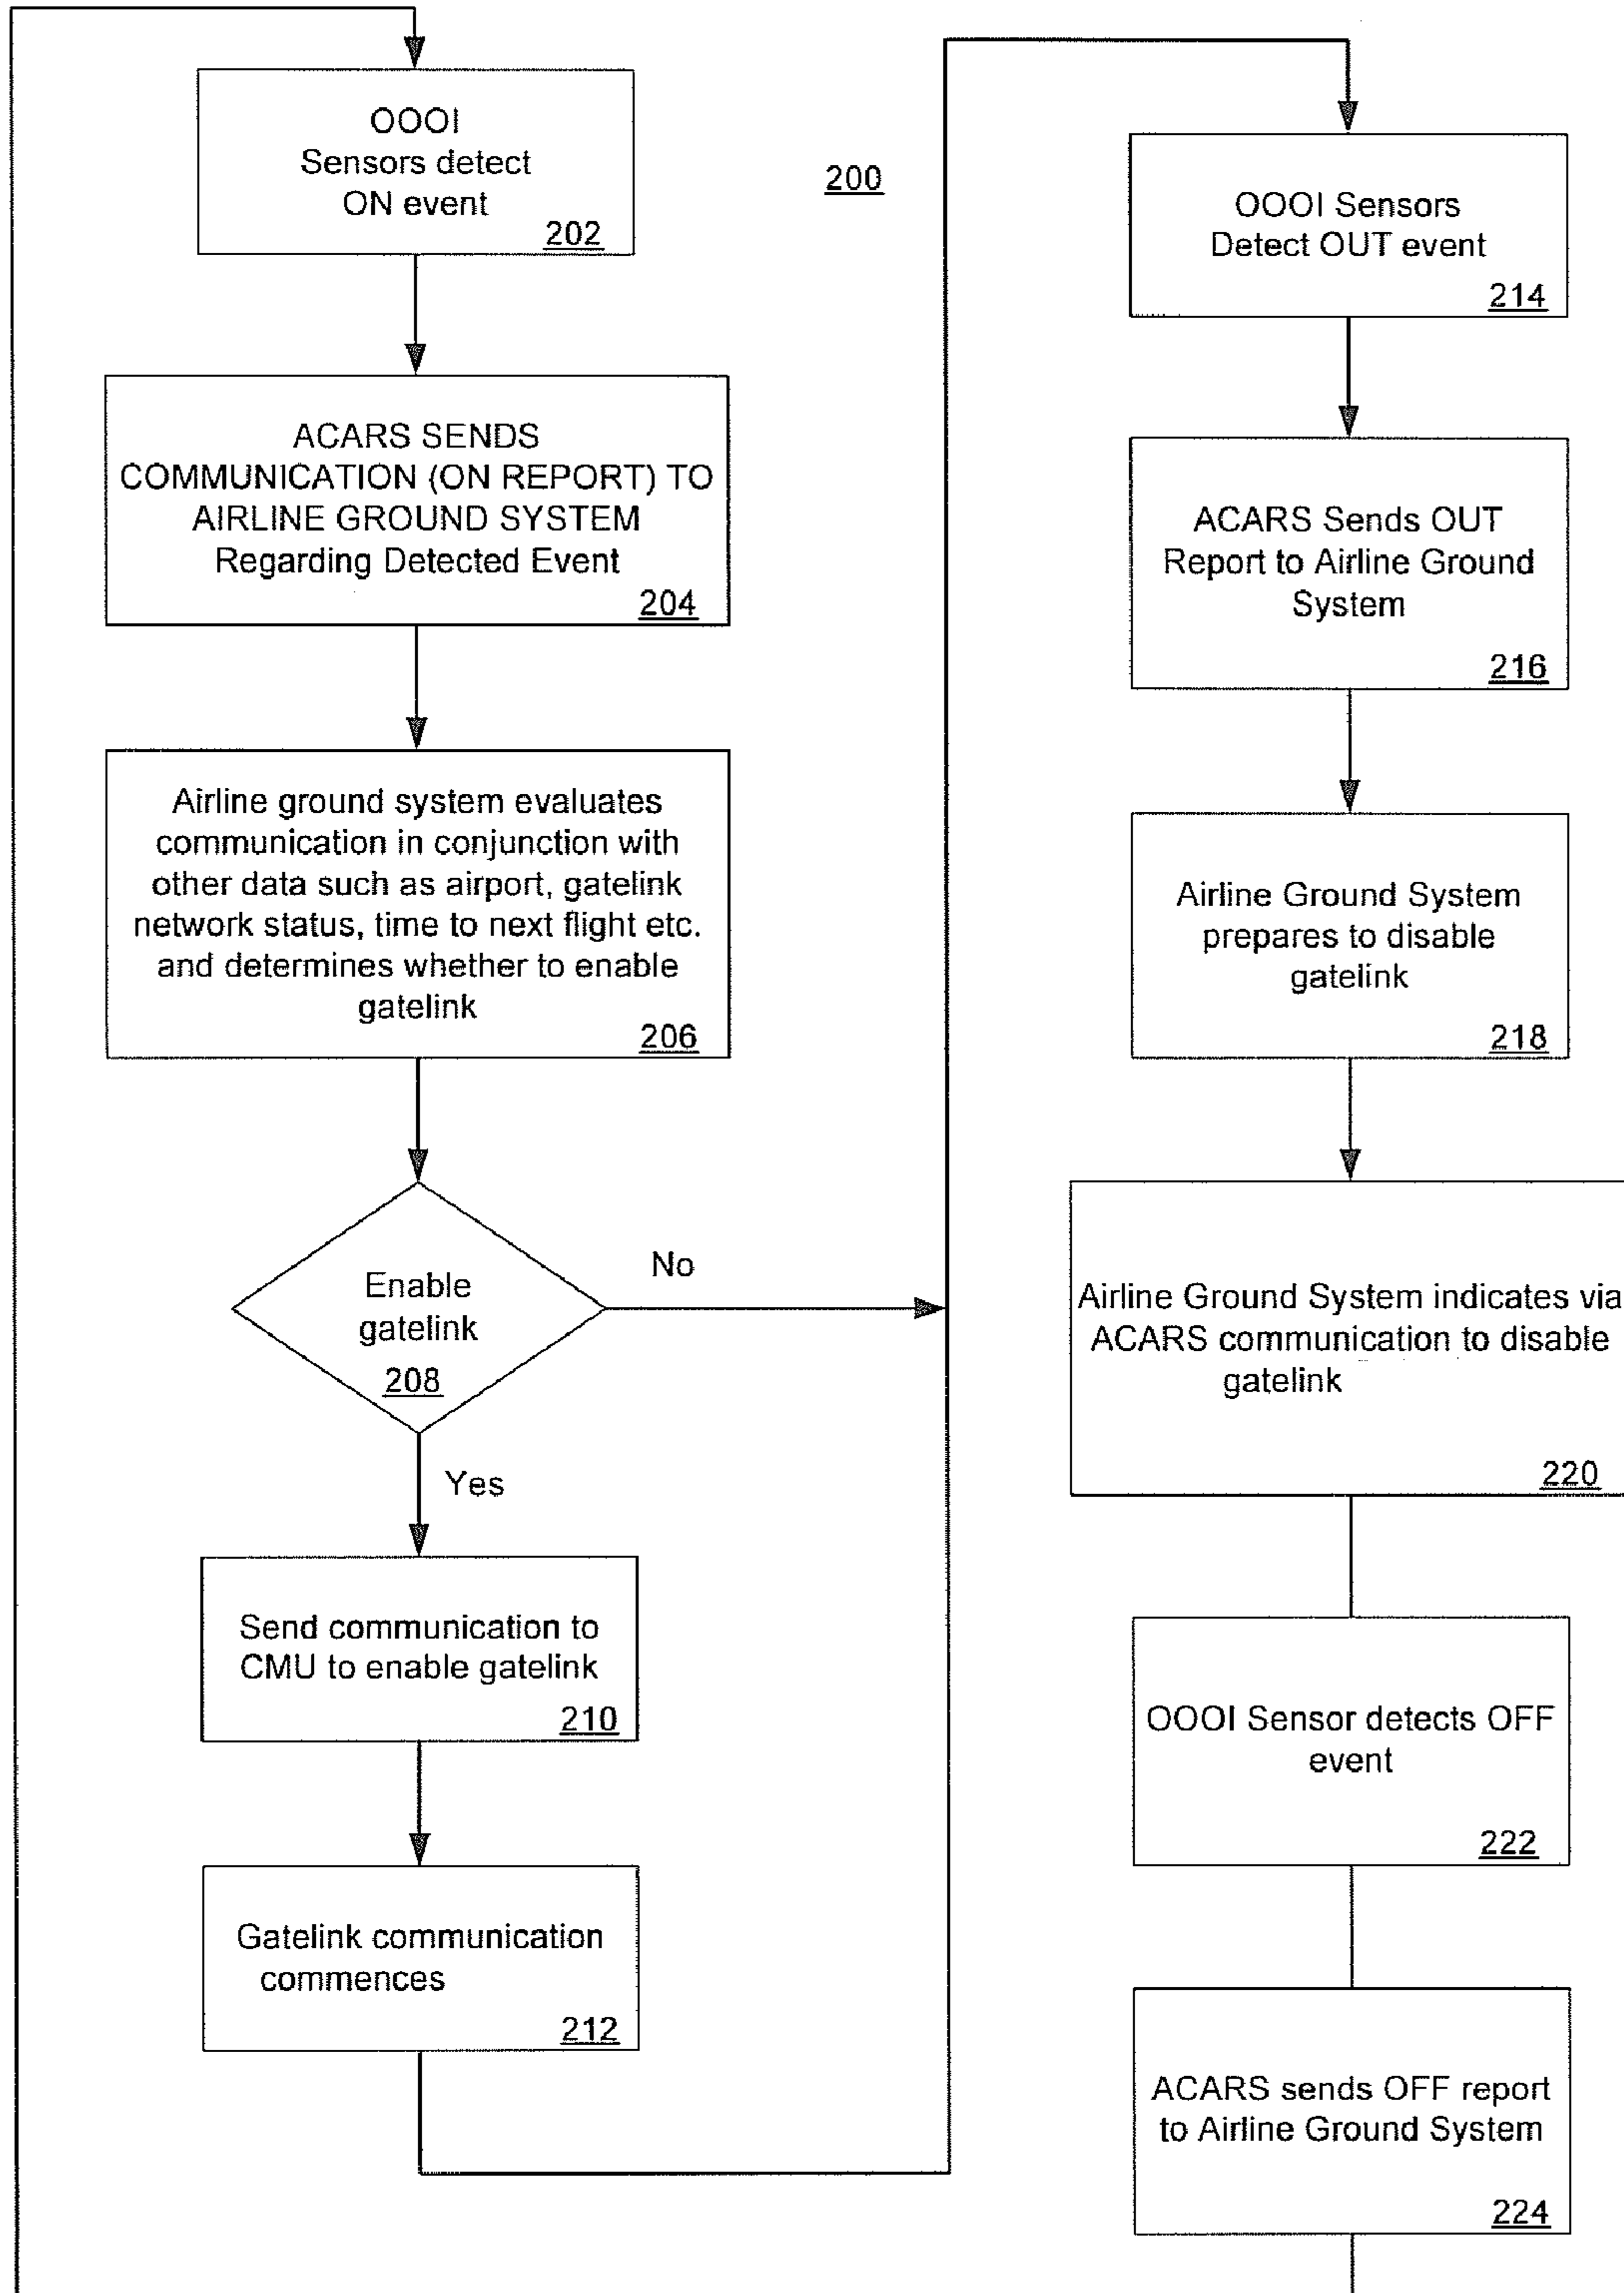 OOOI
Sensors detect
ON event
202
ACARS SENDS
COMMUNICATION (ON REPORT) TO
AIRLINE GROUND SYSTEM
Regarding Detected Event
204
Airline ground system evaluates
communication in conjunction with
other data such as airport, gatelink
network status, time to next flight etc.
and determines whether to enable
gatelink
206
Enable
gatelink
208
No
Yes
Send communication to
CMU to enable gatelink
210
Gatelink communication
commences
212
200
OOOI Sensors
Detect OUT event
214
ACARS Sends OUT
Report to Airline Ground
System
216
Airline Ground System
prepares to disable
gatelink
218
Airline Ground System indicates via
ACARS communication to disable
gatelink
220
OOOI Sensor detects OFF
event
222
ACARS sends OFF report
to Airline Ground System
224